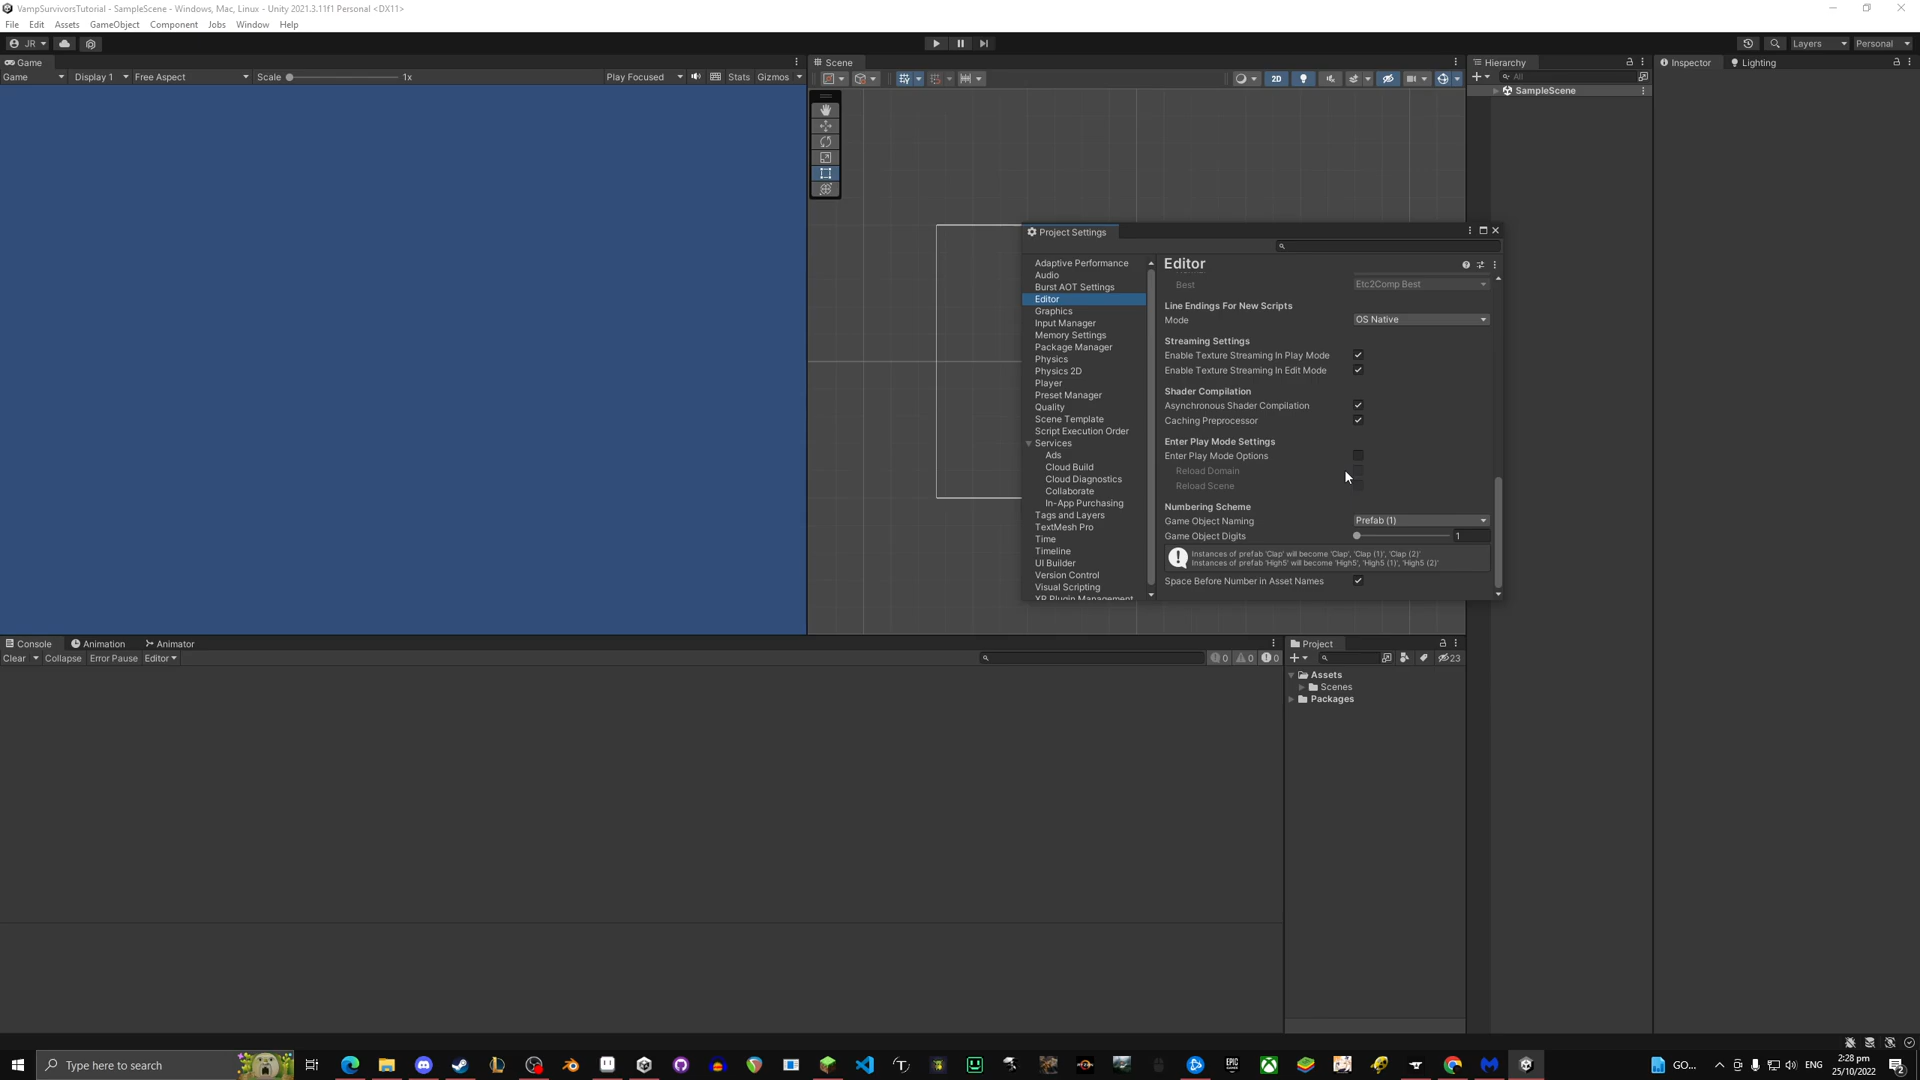 VampSurvivorsTutorial - SampleScene - Windows, Mac, Linux - Unity 2021.3.11f1 Personal <DX11>
File Edit Assets GameObject Component Jobs Window Help
JR Layers Personal
Game Scene Hierarchy Inspector Lighting
Game Display 1 Free Aspect Scale 1x Play Focused Stats Gizmos 2D All
SampleScene
Project Settings
Adaptive Performance
Audio
Burst AOT Settings
Editor
Graphics
Input Manager
Memory Settings
Package Manager
Physics
Physics 2D
Player
Preset Manager
Quality
Scene Template
Script Execution Order
Services
Ads
Cloud Build
Cloud Diagnostics
Collaborate
In-App Purchasing
Tags and Layers
TextMesh Pro
Time
Timeline
UI Builder
Version Control
Visual Scripting
XR Plugin Management
Editor
Best Etc2Comp Best
Line Endings For New Scripts
Mode OS Native
Streaming Settings
Enable Texture Streaming In Play Mode
Enable Texture Streaming In Edit Mode
Shader Compilation
Asynchronous Shader Compilation
Caching Preprocessor
Enter Play Mode Settings
Enter Play Mode Options
Reload Domain
Reload Scene
Numbering Scheme
Game Object Naming Prefab (1)
Game Object Digits 1
Instances of prefab 'Clap' will become 'Clap', 'Clap (1)', 'Clap (2)'
Instances of prefab 'High5' will become 'High5', 'High5 (1)', 'High5 (2)'
Space Before Number in Asset Names
Console Animation Animator Project
Clear Collapse Error Pause Editor 0 0 0 23
Assets
Scenes
Packages
Type here to search GO... ENG 2:28 pm
25/10/2022